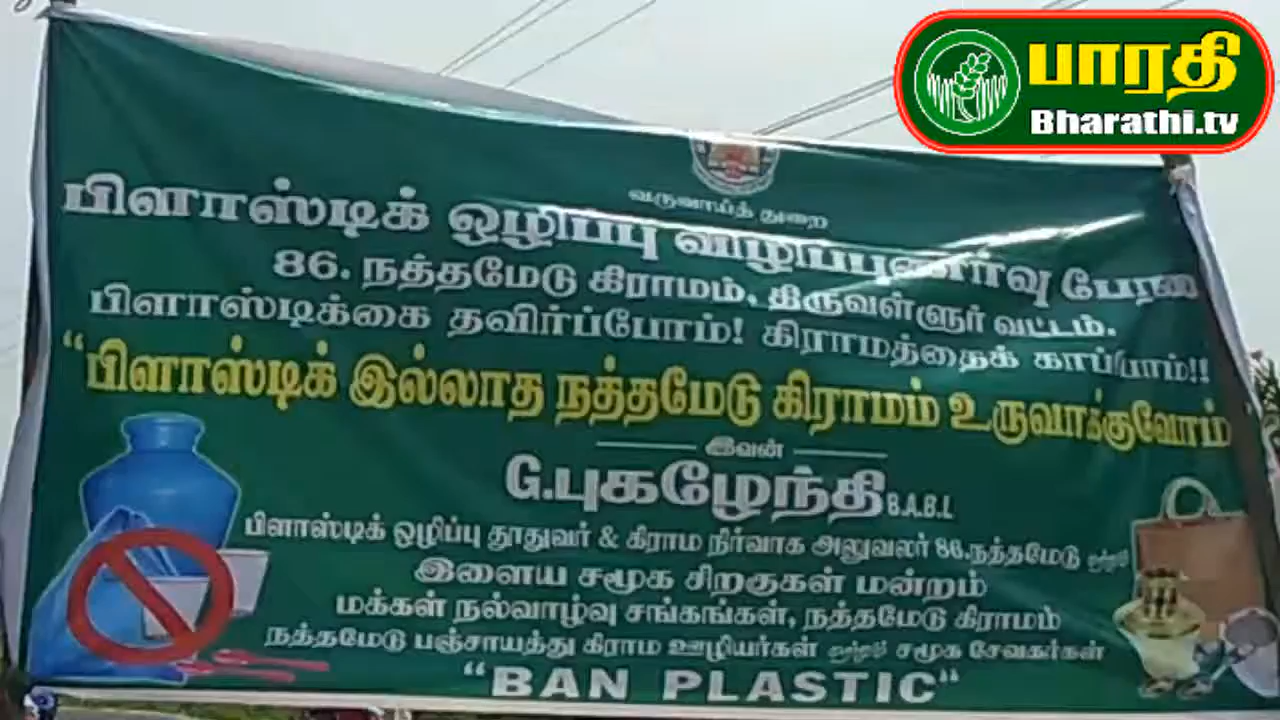 பாரதி
Bharathi.tv
வருவாய்த் துறை
பிளாஸ்டிக் ஒழிப்பு விழிப்புணர்வு பேரணி
86. நத்தமேடு கிராமம், திருவள்ளூர் வட்டம்.
பிளாஸ்டிக்கை தவிர்ப்போம்! கிராமத்தைக் காப்போம்!!
“பிளாஸ்டிக் இல்லாத நத்தமேடு கிராமம் உருவாக்குவோம்
இவன்
G.புகழேந்தி B.A.B.L
பிளாஸ்டிக் ஒழிப்பு தூதுவர் & கிராம நிர்வாக அலுவலர் 86.நத்தமேடு
இளைய சமூக சிறகுகள் மன்றம்
மக்கள் நல்வாழ்வு சங்கங்கள், நத்தமேடு கிராமம்
நத்தமேடு பஞ்சாயத்து கிராம ஊழியர்கள் மற்றும் சமூக சேவகர்கள்
“BAN PLASTIC“